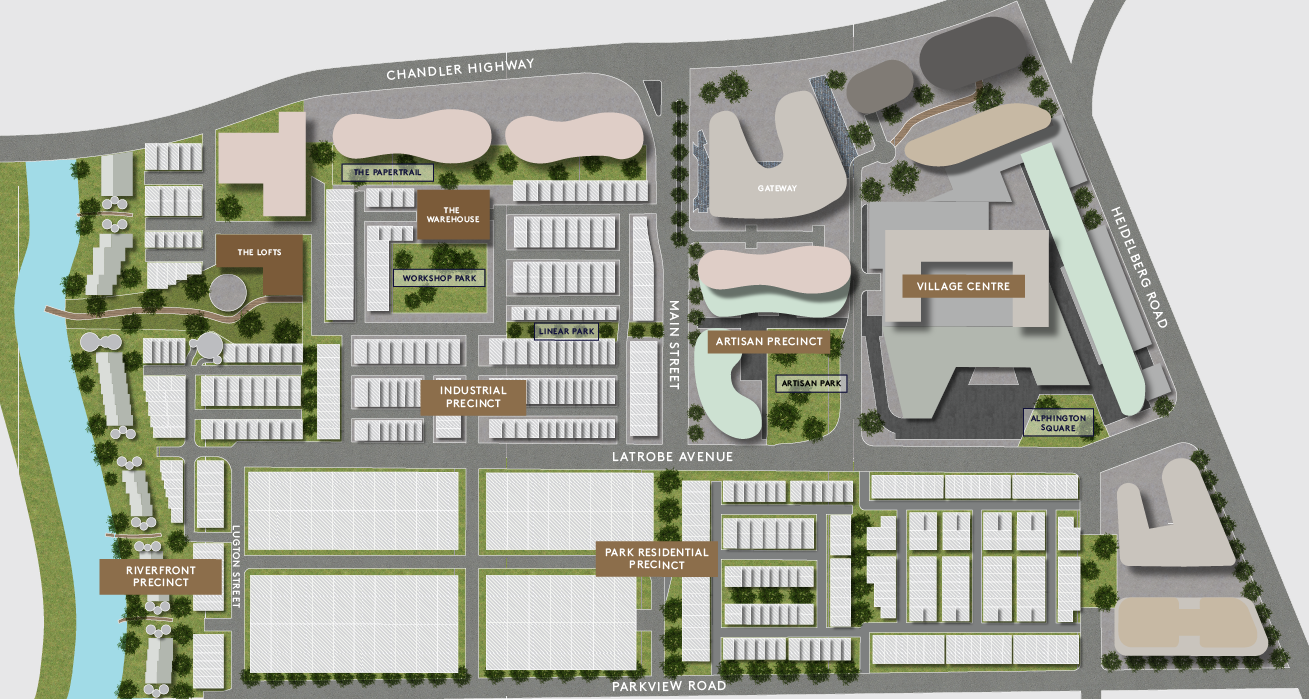 CHANDLER HIGHWAY
THE PAPERTRAIL
THE
WAREHOUSE
GATEWAY
THE LOFTS
WORKSHOP PARK
HEIDELBERG ROAD
VILLAGE CENTRE
LINEAR PARK
MAIN STREET
ARTISAN PRECINCT
ARTISAN PARK
INDUSTRIAL
PRECINCT
ALPHINGTON
SQUARE
LATROBE AVENUE
LUGTON STREET
PARK RESIDENTIAL
PRECINCT
RIVERFRONT
PRECINCT
PARKVIEW ROAD